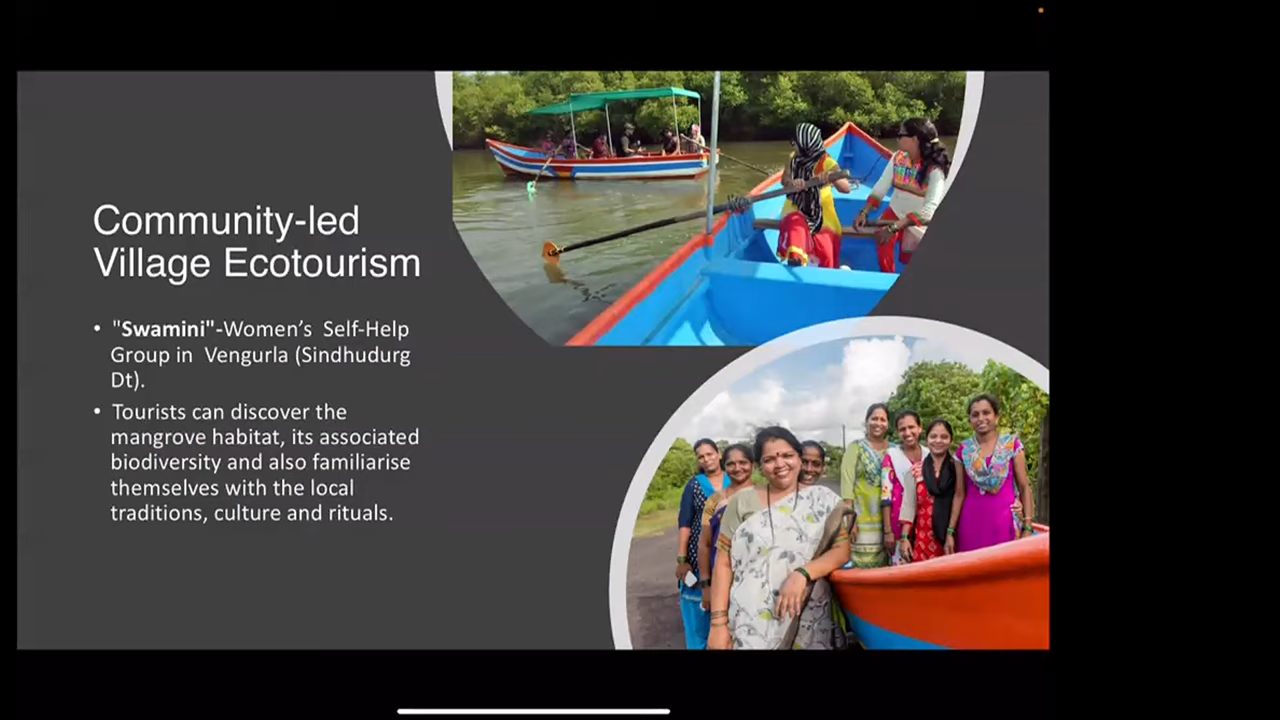 Community-led
Village Ecotourism
• "Swamini"-Women’s Self-Help
Group in Vengurla (Sindhudurg
Dt).
• Tourists can discover the
mangrove habitat, its associated
biodiversity and also familiarise
themselves with the local
traditions, culture and rituals.